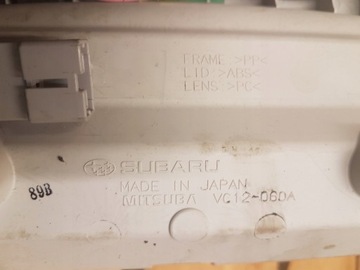 FRAME >PP<
LID >ABS<
LENS >PC<
SUBARU
MADE IN JAPAN
MITSUBA VC12-060A
89B